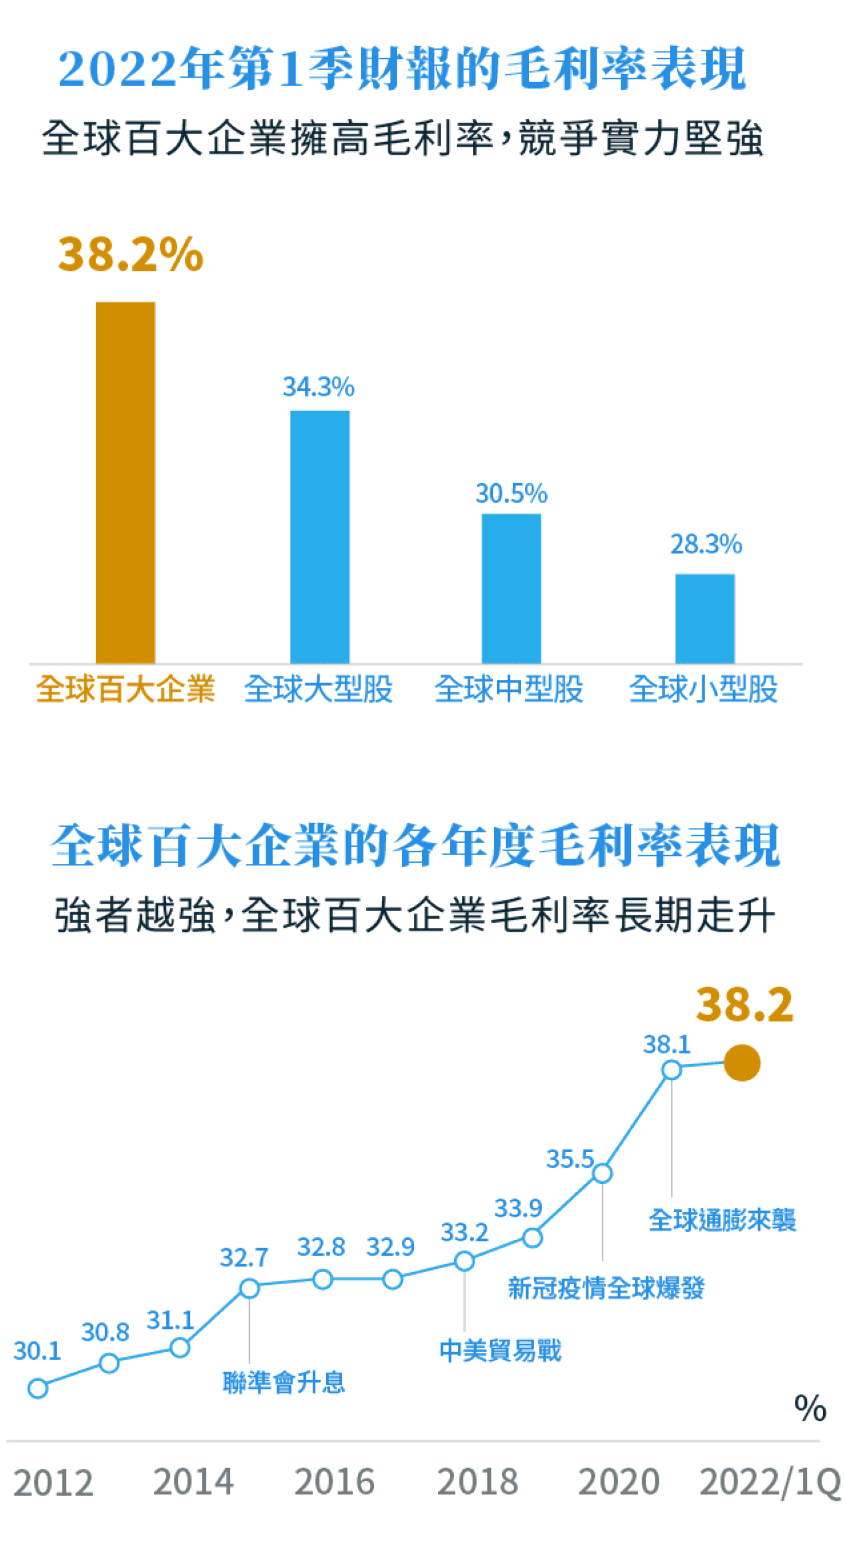 2022年第1季財報的毛利率表現
全球百大企業擁高毛利率,競爭實力堅強
38.2%
34.3%
30.5%
28.3%
全球百大企業 全球大型股 全球中型股 全球小型股
全球百大企業的各年度毛利率表現
強者越強,全球百大企業毛利率長期走升
38.2
38.1
35.5
33.9
33.2
32.7 32.8 32.9
31.1
30.8
30.1
全球通膨來襲
新冠疫情全球爆發
中美貿易戰
聯準會升息
%
2012 2014 2016 2018 2020 2022/1Q